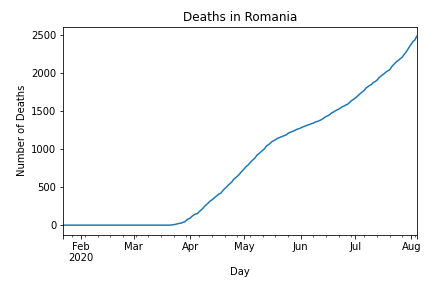 Deaths in Romania
Number of Deaths
2500
2000
1500
1000
500
0
Feb Mar Apr May Jun Jul Aug
2020
Day